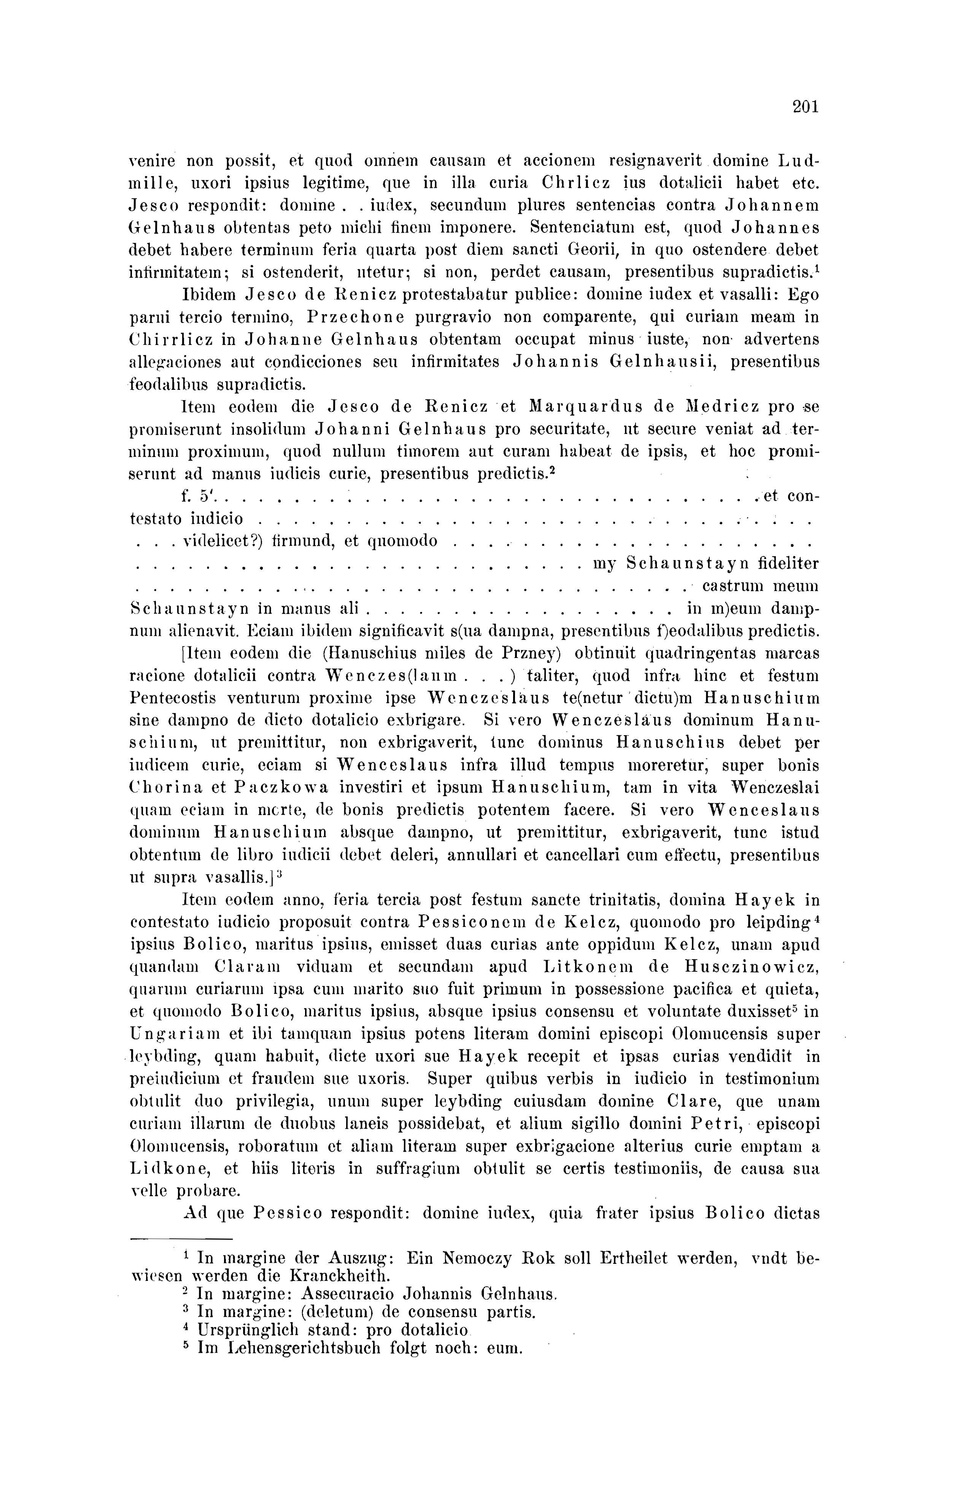 201
venire non possit, et quod omnem causam et accionem resignaverit domine Lud-
mille, uxori ipsius legitime, que in illa curia Chrlicz ius dotalicii habet etc.
Jesco respondit: domine . . iudex, secundum plures sentencias contra Johannem
Gelnhaus obtentas peto michi finem imponere. Sentenciatum est, quod Johannes
debet habere terminum feria quarta post diem sancti Georii, in quo ostendere debet
infirmitatem; si ostenderit, utetur; si non, perdet causam, presentibus supradictis.¹
Ibidem Jesco de Renicz protestabatur publice: domine iudex et vasalli: Ego
parui tercio termino, Przechone purgravio non comparente, qui curiam meam in
Chirrlicz in Johanne Gelnhaus obtentam occupat minus iuste, non advertens
allegaciones aut condicciones seu infirmitates Johannis Gelnhausii, presentibus
feodalibus supradictis.
Item eodem die Jesco de Renicz et Marquardus de Medricz pro se
promiserunt insolidum Johanni Gelnhaus pro securitate, ut secure veniat ad ter-
minum proximum, quod nullum timorem aut curam habeat de ipsis, et hoc promi-
serunt ad manus iudicis curie, presentibus predictis.²
f. 5'. . . . . . . . . . . . . . . . . . . . . . . . . . . . . . . . et con-
testato iudicio . . . . . . . . . . . . . . . . . . . . . . . . . . . . . . . .
. . . videlicet?) firmund, et quomodo . . . . . . . . . . . . . . . . . . . . .
. . . . . . . . . . . . . . . . . . . . . . . . . . my Schaunstayn fideliter
. . . . . . . . . . . . . . . . . . . . . . . . . . . . . . . . castrum meum
Schaunstayn in manus ali . . . . . . . . . . . . . . . . . . in m)eum damp-
num alienavit. Eciam ibidem significavit s(ua dampna, presentibus f)eodalibus predictis.
[Item eodem die (Hanuschius miles de Przney) obtinuit quadringentas marcas
racione dotalicii contra Wenczes(laum . . . ) taliter, quod infra hinc et festum
Pentecostis venturum proxime ipse Wenczeslaus te(netur dictu)m Hanuschium
sine dampno de dicto dotalicio exbrigare. Si vero Wenczeslaus dominum Hanu-
schium, ut premittitur, non exbrigaverit, tunc dominus Hanuschius debet per
iudicem curie, eciam si Wenceslaus infra illud tempus moreretur, super bonis
Chorina et Paczkowa investiri et ipsum Hanuschium, tam in vita Wenczeslai
quam eciam in morte, de bonis predictis potentem facere. Si vero Wenceslaus
dominum Hanuschium absque dampno, ut premittitur, exbrigaverit, tunc istud
obtentum de libro iudicii debet deleri, annullari et cancellari cum effectu, presentibus
ut supra vasallis.]³
Item eodem anno, feria tercia post festum sancte trinitatis, domina Hayek in
contestato iudicio proposuit contra Pessiconem de Kelcz, quomodo pro leipding⁴
ipsius Bolico, maritus ipsius, emisset duas curias ante oppidum Kelcz, unam apud
quandam Claram viduam et secundam apud Litkonem de Husczinowicz,
quarum curiarum ipsa cum marito suo fuit primum in possessione pacifica et quieta,
et quomodo Bolico, maritus ipsius, absque ipsius consensu et voluntate duxisset⁵ in
Ungariam et ibi tamquam ipsius potens literam domini episcopi Olomucensis super
leybding, quam habuit, dicte uxori sue Hayek recepit et ipsas curias vendidit in
preiudicium et fraudem sue uxoris. Super quibus verbis in iudicio in testimonium
obtulit duo privilegia, unum super leybding cuiusdam domine Clare, que unam
curiam illarum de duobus laneis possidebat, et alium sigillo domini Petri, episcopi
Olomucensis, roboratum et aliam literam super exbrigacione alterius curie emptam a
Lidkone, et hiis literis in suffragium obtulit se certis testimoniis, de causa sua
velle probare.
Ad que Pessico respondit: domine iudex, quia frater ipsius Bolico dictas
¹ In margine der Auszug: Ein Nemoczy Rok soll Ertheilet werden, vndt be-
wiesen werden die Kranckheith.
² In margine: Assecuracio Johannis Gelnhaus.
³ In margine: (deletum) de consensu partis.
⁴ Ursprünglich stand: pro dotalicio
⁵ Im Lehensgerichtsbuch folgt noch: eum.